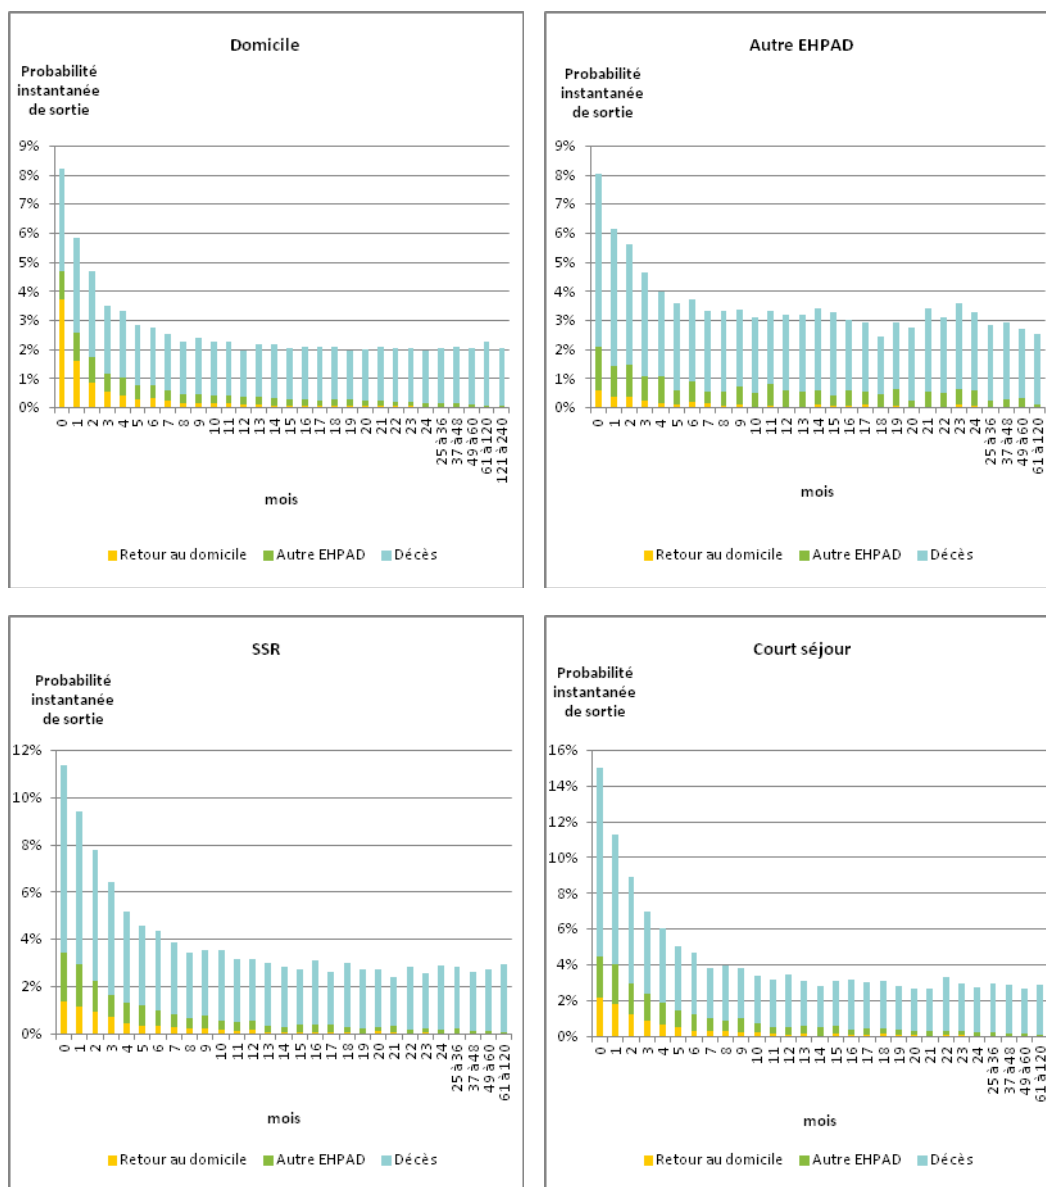 Domicile
Probabilité
instantanée
de sortie
9%
8%
7%
6%
5%
4%
3%
2%
1%
0%
0 1 2 3 4 5 6 7 8 9 10 11 12 13 14 15 16 17 18 19 20 21 22 23 24 25 à 36 37 à 48 49 à 60 61 à 120 121 à 240
mois
Retour au domicile Autre EHPAD Décès
Autre EHPAD
Probabilité
instantanée
de sortie
9%
8%
7%
6%
5%
4%
3%
2%
1%
0%
0 1 2 3 4 5 6 7 8 9 10 11 12 13 14 15 16 17 18 19 20 21 22 23 24 25 à 36 37 à 48 49 à 60 61 à 120
mois
Retour au domicile Autre EHPAD Décès
SSR
Probabilité
instantanée
de sortie
12%
10%
8%
6%
4%
2%
0%
0 1 2 3 4 5 6 7 8 9 10 11 12 13 14 15 16 17 18 19 20 21 22 23 24 25 à 36 37 à 48 49 à 60 61 à 120
mois
Retour au domicile Autre EHPAD Décès
Court séjour
Probabilité
instantanée
de sortie
16%
14%
12%
10%
8%
6%
4%
2%
0%
0 1 2 3 4 5 6 7 8 9 10 11 12 13 14 15 16 17 18 19 20 21 22 23 24 25 à 36 37 à 48 49 à 60 61 à 120
mois
Retour au domicile Autre EHPAD Décès